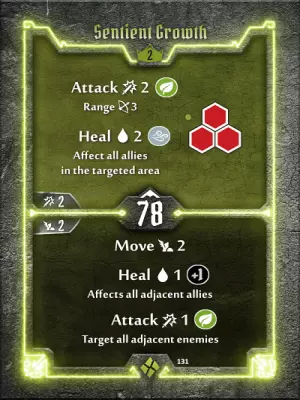 Sentient Growth
2
Attack 2
Range 3
Heal 2
Affect all allies
in the targeted area
2
78
2
Move 2
Heal 1 +1
Affects all adjacent allies
Attack 1
Target all adjacent enemies
131